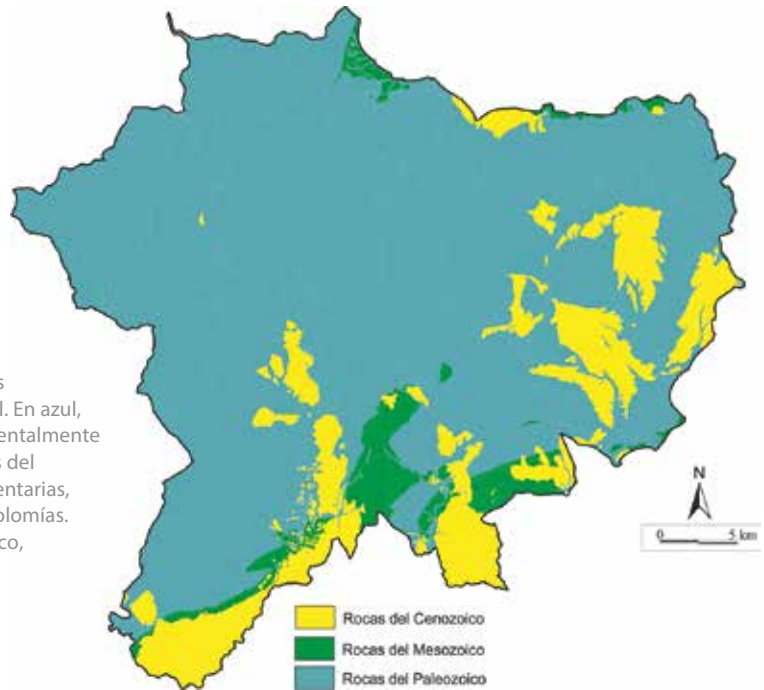 s
l. En azul,
entalmente
s del
entarias,
olomías.
co,
N
0 5 km
Rocas del Cenozoico
Rocas del Mesozoico
Rocas del Paleozoico